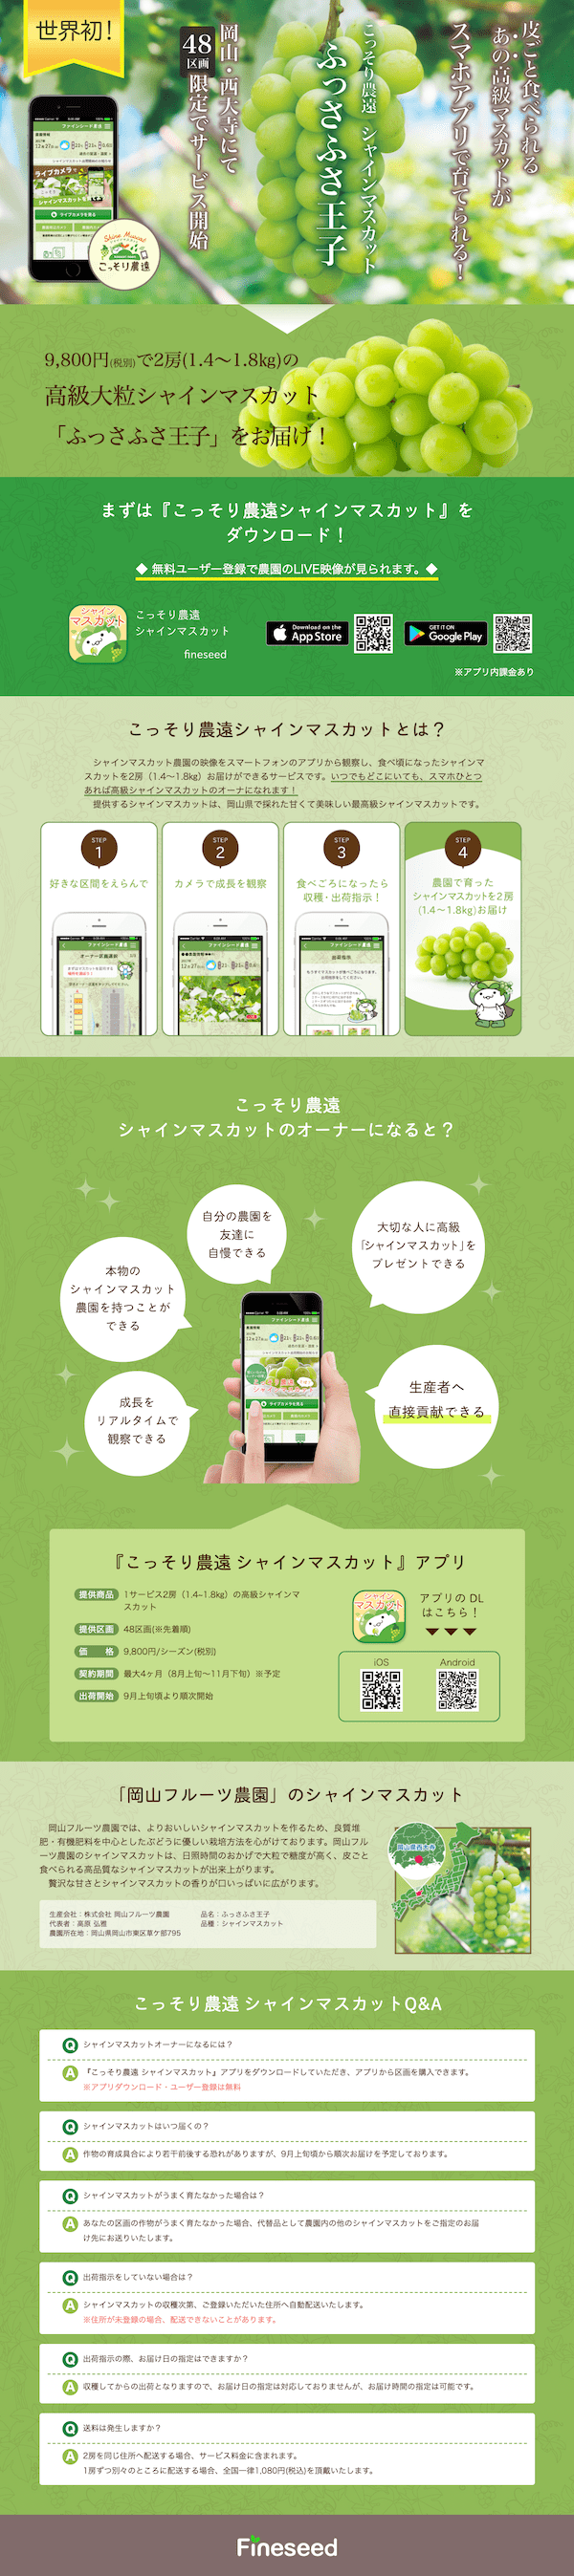 世界初！
皮ごと食べられる
あの高級マスカットが
スマホアプリで育てられる！
こっそり農遠 シャインマスカット
ふっさふさ王子
岡山・西大寺にて
48区画限定でサービス開始
Shine Muscat
こっそり農遠
9,800円(税別)で2房(1.4〜1.8kg)の
高級大粒シャインマスカット
「ふっさふさ王子」をお届け！
まずは『こっそり農遠シャインマスカット』を
ダウンロード！
◆ 無料ユーザー登録で農園のLIVE映像が見られます。◆
シャイン
マスカット
こっそり農遠
シャインマスカット
fineseed
Download on the
App Store
GET IT ON
Google Play
※アプリ内課金あり
こっそり農遠シャインマスカットとは？
シャインマスカット農園の映像をスマートフォンのアプリから観察し、食べ頃になったシャインマ
スカットを2房（1.4〜1.8kg）お届けができるサービスです。いつでもどこにいても、スマホひとつ
あれば高級シャインマスカットのオーナになれます！
提供するシャインマスカットは、岡山県で採れた甘くて美味しい最高級シャインマスカットです。
STEP
1
好きな区間をえらんで
STEP
2
カメラで成長を観察
STEP
3
食べごろになったら
収穫・出荷指示！
STEP
4
農園で育った
シャインマスカットを2房
(1.4〜1.8kg)お届け
こっそり農遠
シャインマスカットのオーナーになると？
自分の農園を
友達に
自慢できる
大切な人に高級
「シャインマスカット」を
プレゼントできる
本物の
シャインマスカット
農園を持つことが
できる
成長を
リアルタイムで
観察できる
生産者へ
直接貢献できる
『こっそり農遠 シャインマスカット』アプリ
提供商品 1サービス2房（1.4~1.8kg）の高級シャインマ
スカット
提供区画 48区画(※先着順)
価 格 9,800円/シーズン(税別)
契約期間 最大4ヶ月（8月上旬〜11月下旬）※予定
出荷開始 9月上旬頃より順次開始
シャイン
マスカット
アプリの DL
はこちら！
iOS
Android
「岡山フルーツ農園」のシャインマスカット
岡山フルーツ農園では、よりおいしいシャインマスカットを作るため、良質堆
肥・有機肥料を中心としたぶどうに優しい栽培方法を心がけております。岡山フル
ーツ農園のシャインマスカットは、日照時間のおかげで大粒で糖度が高く、皮ごと
食べられる高品質なシャインマスカットが出来上がります。
贅沢な甘さとシャインマスカットの香りが口いっぱいに広がります。
生産会社：株式会社 岡山フルーツ農園
代表者：高原 弘雅
農園所在地：岡山県岡山市東区草ケ部795
品名：ふっさふさ王子
品種：シャインマスカット
岡山県西大寺
こっそり農遠 シャインマスカットQ&A
Q シャインマスカットオーナーになるには？
A 『こっそり農遠 シャインマスカット』アプリをダウンロードしていただき、アプリから区画を購入できます。
※アプリダウンロード・ユーザー登録は無料
Q シャインマスカットはいつ届くの？
A 作物の育成具合により若干前後する恐れがありますが、9月上旬頃から順次お届けを予定しております。
Q シャインマスカットがうまく育たなかった場合は？
A あなたの区画の作物がうまく育たなかった場合、代替品として農園内の他のシャインマスカットをご指定のお届
け先にお送りいたします。
Q 出荷指示をしていない場合は？
A シャインマスカットの収穫次第、ご登録いただいた住所へ自動配送いたします。
※住所が未登録の場合、配送できないことがあります。
Q 出荷指示の際、お届け日の指定はできますか？
A 収穫してからの出荷となりますので、お届け日の指定は対応しておりませんが、お届け時間の指定は可能です。
Q 送料は発生しますか？
A 2房を同じ住所へ配送する場合、サービス料金に含まれます。
1房ずつ別々のところに配送する場合、全国一律1,080円(税込)を頂戴いたします。
Fineseed